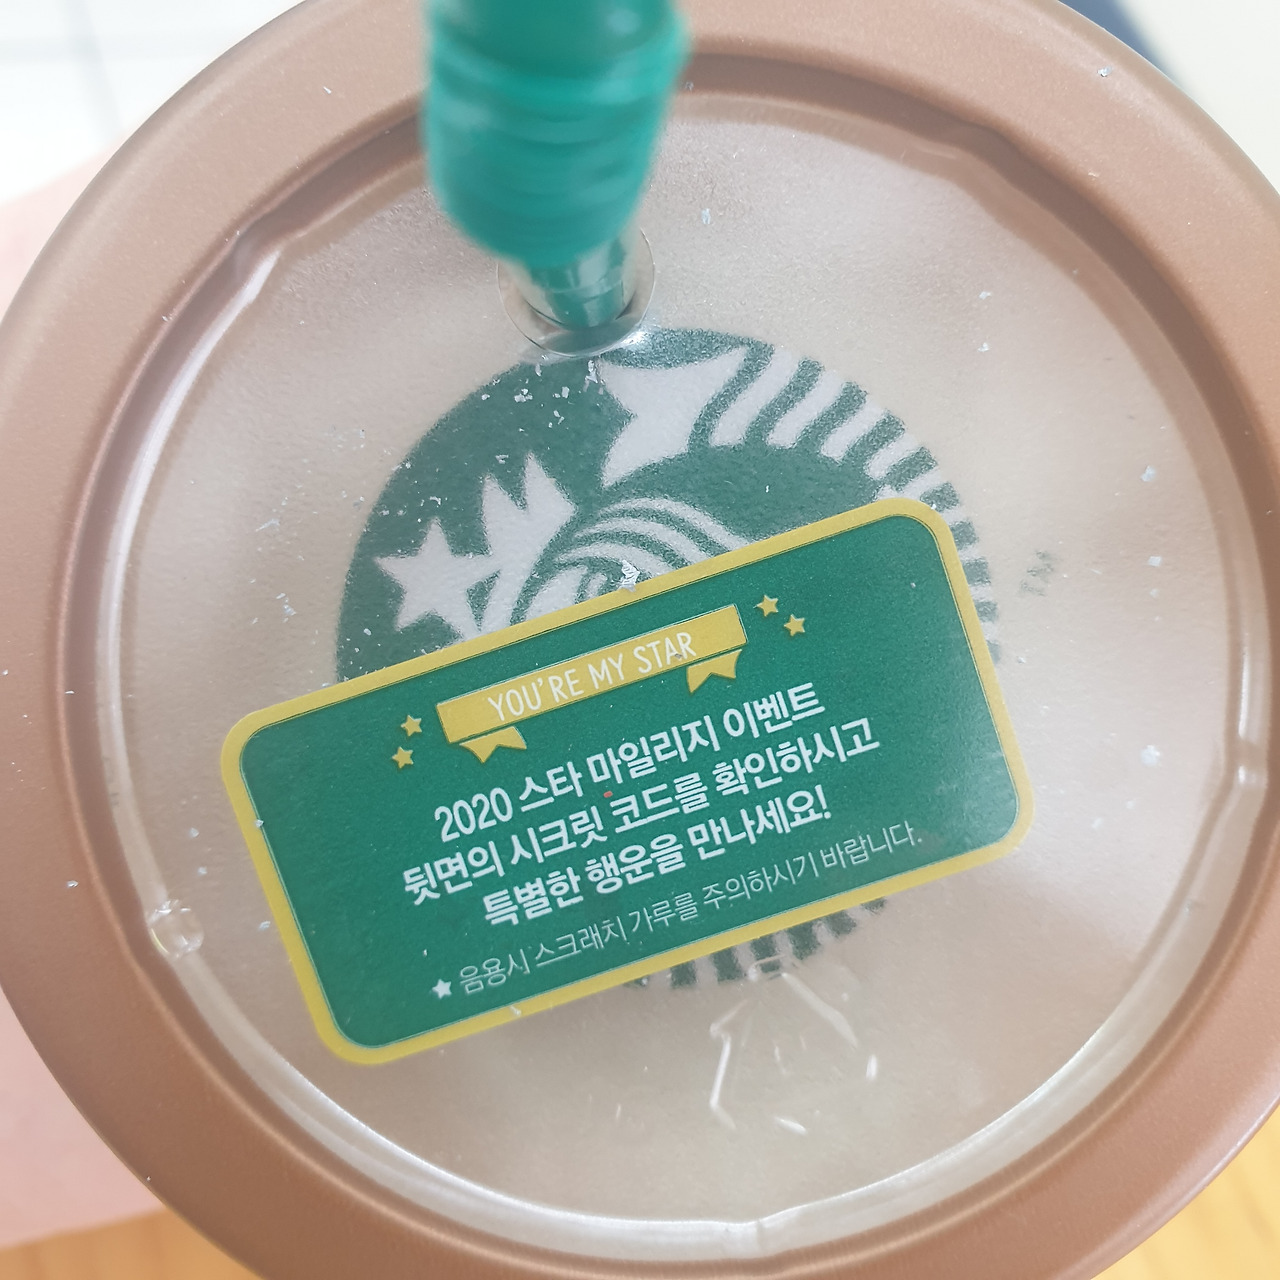 YOU'RE MY STAR
2020 스타 마일리지 이벤트
뒷면의 시크릿 코드를 확인하시고
특별한 행운을 만나세요!
★ 음용시 스크래치 가루를 주의하시기 바랍니다.